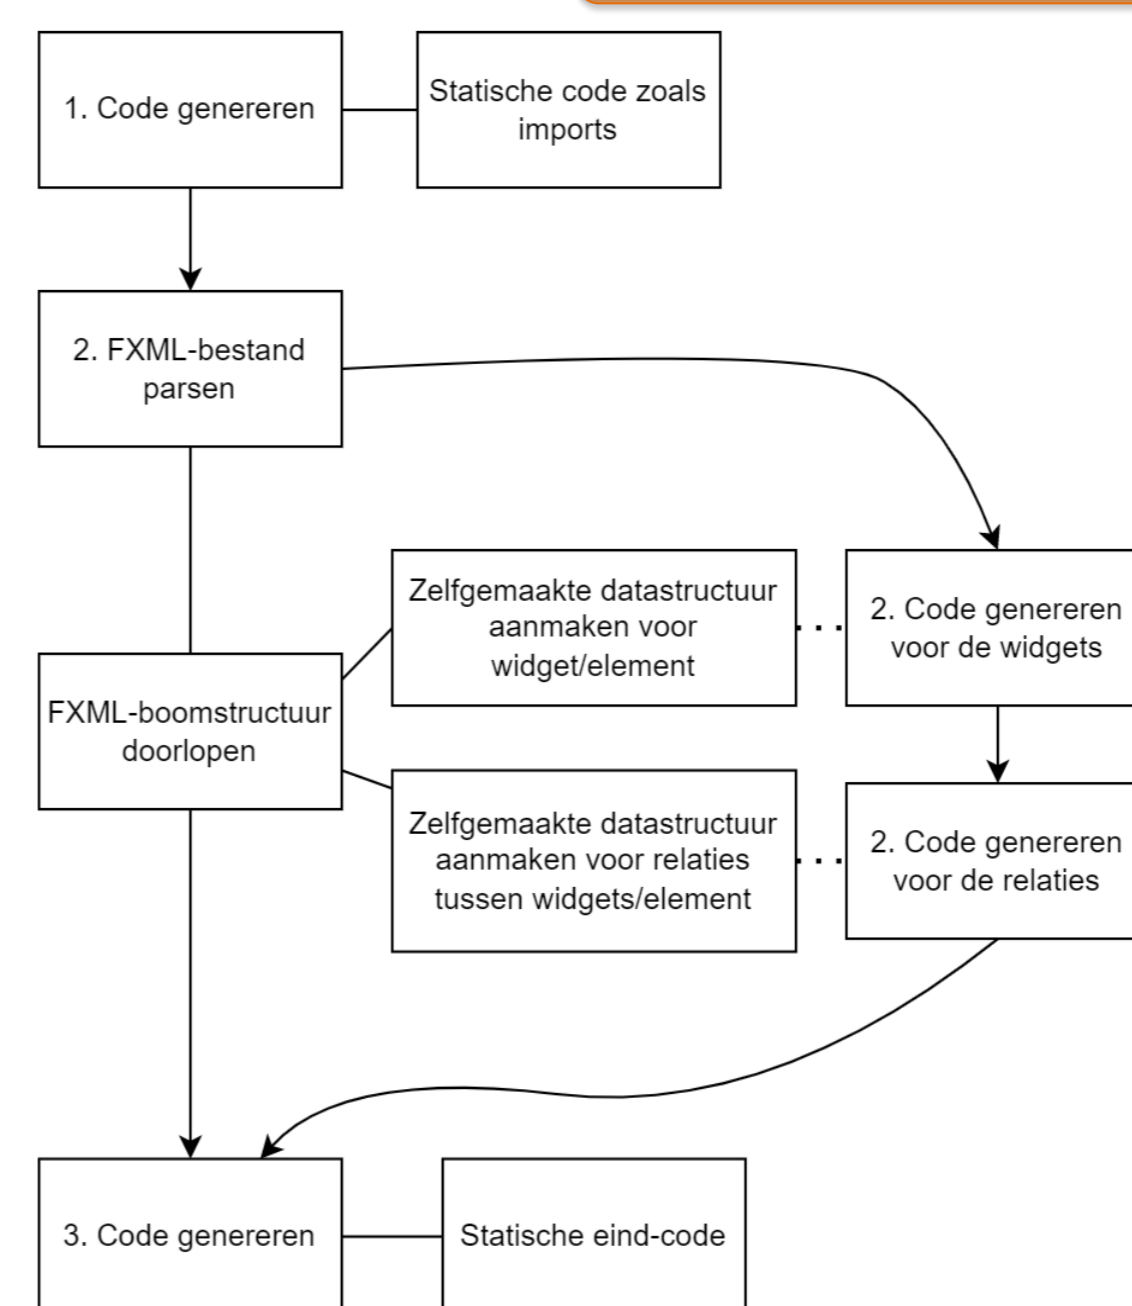 1. Code genereren
Statische code zoals
imports
2. FXML-bestand
parsen
Zelfgemaakte datastructuur
aanmaken voor
widget/element
2. Code genereren
voor de widgets
FXML-boomstructuur
doorlopen
Zelfgemaakte datastructuur
aanmaken voor relaties
tussen widgets/element
2. Code genereren
voor de relaties
3. Code genereren
Statische eind-code